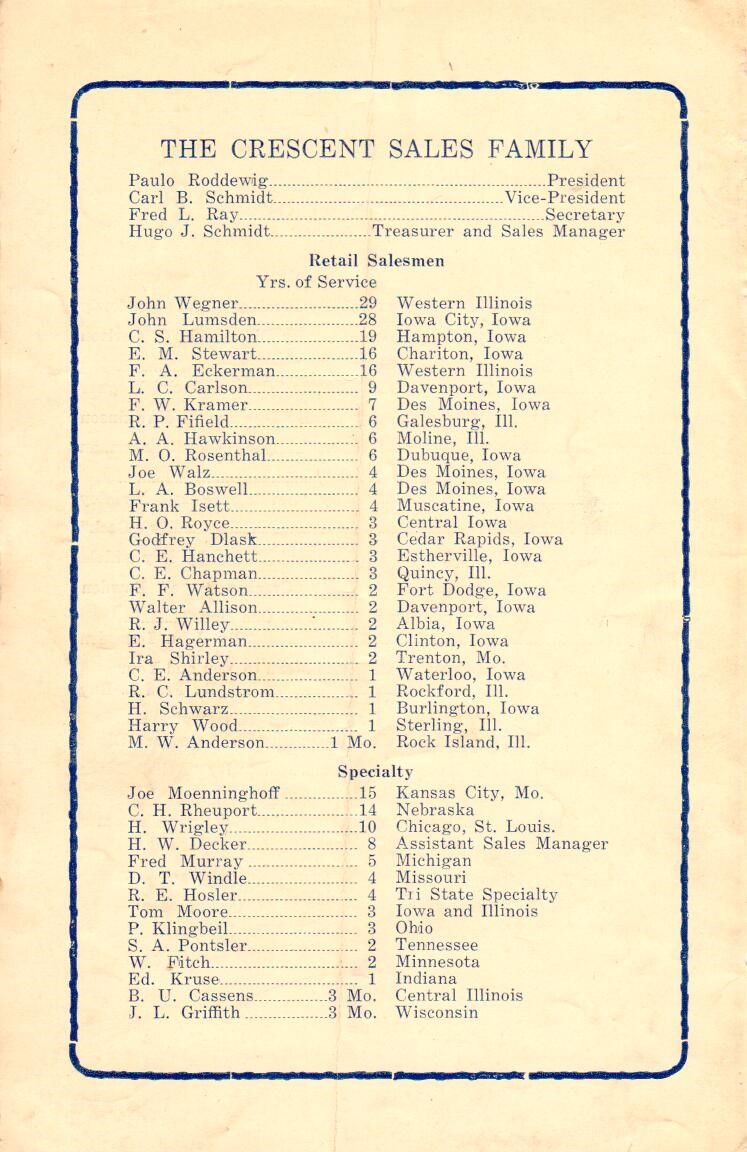 THE CRESCENT SALES FAMILY
Paulo Roddewig President
Carl B. Schmidt Vice-President
Fred L. Ray Secretary
Hugo J. Schmidt Treasurer and Sales Manager
Retail Salesmen
Yrs. of Service
John Wegner 29 Western Illinois
John Lumsden 28 Iowa City, Iowa
C. S. Hamilton 19 Hampton, Iowa
E. M. Stewart 16 Chariton, Iowa
F. A. Eckerman 16 Western Illinois
L. C. Carlson 9 Davenport, Iowa
F. W. Kramer 7 Des Moines, Iowa
R. P. Fifield 6 Galesburg, Ill.
A. A. Hawkinson 6 Moline, Ill.
M. O. Rosenthal 6 Dubuque, Iowa
Joe Walz 4 Des Moines, Iowa
L. A. Boswell 4 Des Moines, Iowa
Frank Isett 4 Muscatine, Iowa
H. O. Royce 3 Central Iowa
Godfrey Dlask 3 Cedar Rapids, Iowa
C. E. Hanchett 3 Estherville, Iowa
C. E. Chapman 3 Quincy, Ill.
F. F. Watson 2 Fort Dodge, Iowa
Walter Allison 2 Davenport, Iowa
R. J. Willey 2 Albia, Iowa
E. Hagerman 2 Clinton, Iowa
Ira Shirley 2 Trenton, Mo.
C. E. Anderson 1 Waterloo, Iowa
R. C. Lundstrom 1 Rockford, Ill.
H. Schwarz 1 Burlington, Iowa
Harry Wood 1 Sterling, Ill.
M. W. Anderson 1 Mo. Rock Island, Ill.
Specialty
Joe Moenninghoff 15 Kansas City, Mo.
C. H. Rheuport 14 Nebraska
H. Wrigley 10 Chicago, St. Louis.
H. W. Decker 8 Assistant Sales Manager
Fred Murray 5 Michigan
D. T. Windle 4 Missouri
R. E. Hosler 4 Tri State Specialty
Tom Moore 3 Iowa and Illinois
P. Klingbeil 3 Ohio
S. A. Pontsler 2 Tennessee
W. Fitch 2 Minnesota
Ed. Kruse 1 Indiana
B. U. Cassens 3 Mo. Central Illinois
J. L. Griffith 3 Mo. Wisconsin